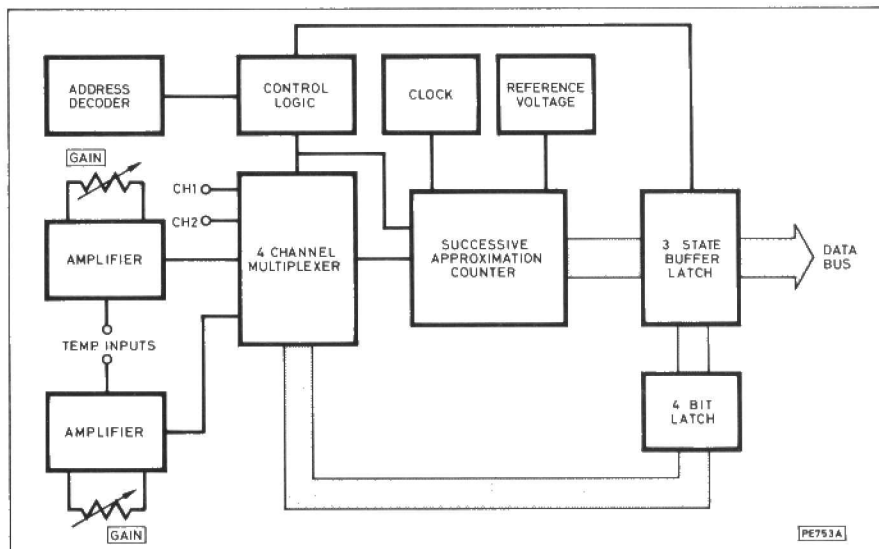 ADDRESS
DECODER
CONTROL
LOGIC
CLOCK
REFERENCE
VOLTAGE
GAIN
CH1
CH2
AMPLIFIER
4 CHANNEL
MULTIPLEXER
SUCCESSIVE
APPROXIMATION
COUNTER
3 STATE
BUFFER
LATCH
DATA
BUS
TEMP INPUTS
AMPLIFIER
4 BIT
LATCH
GAIN
PE753A